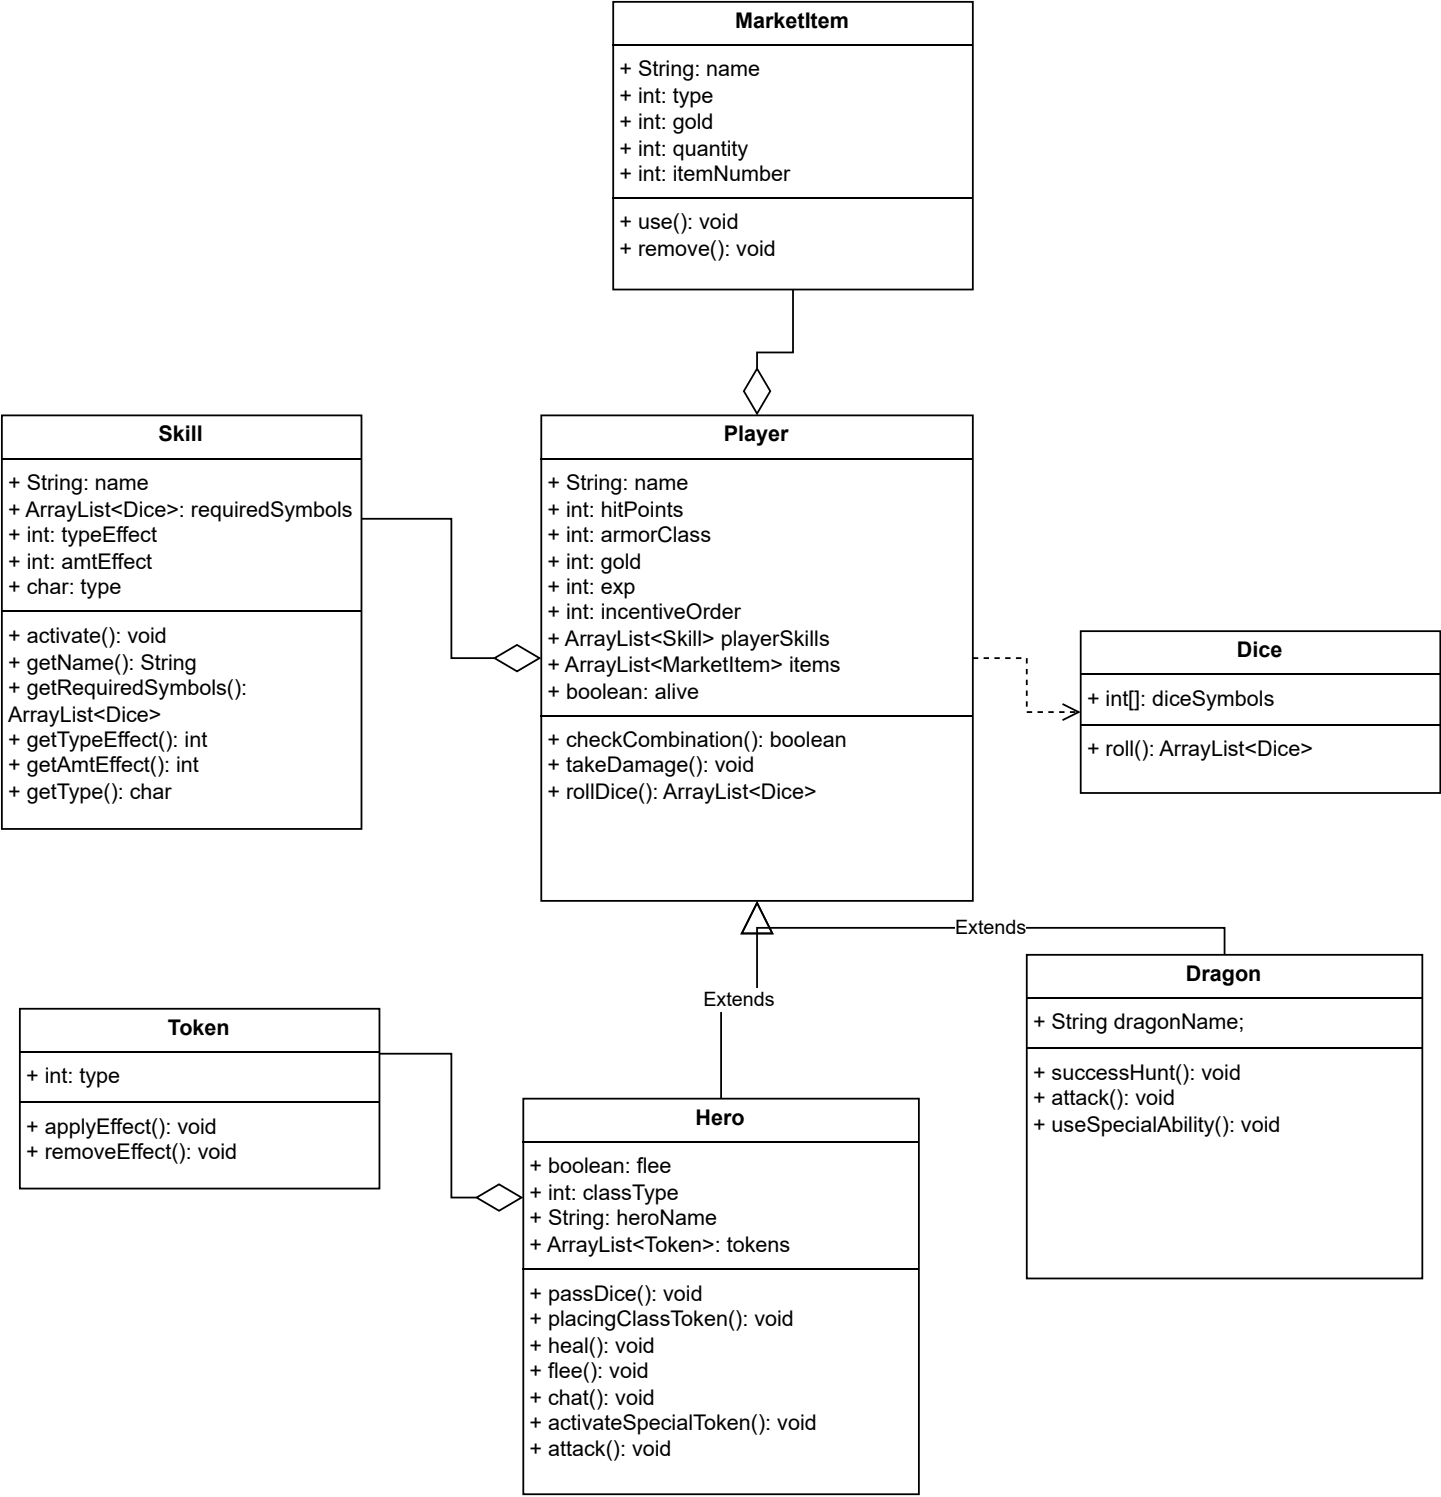 MarketItem
+ String: name
+ int: type
+ int: gold
+ int: quantity
+ int: itemNumber
+ use(): void
+ remove(): void
Skill
+ String: name
+ ArrayList<Dice>: requiredSymbols
+ int: typeEffect
+ int: amtEffect
+ char: type
+ activate(): void
+ getName(): String
+ getRequiredSymbols():
ArrayList<Dice>
+ getTypeEffect(): int
+ getAmtEffect(): int
+ getType(): char
Player
+ String: name
+ int: hitPoints
+ int: armorClass
+ int: gold
+ int: exp
+ int: incentiveOrder
+ ArrayList<Skill> playerSkills
+ ArrayList<MarketItem> items
+ boolean: alive
+ checkCombination(): boolean
+ takeDamage(): void
+ rollDice(): ArrayList<Dice>
Dice
+ int[]: diceSymbols
+ roll(): ArrayList<Dice>
Extends
Extends
Dragon
+ String dragonName;
+ successHunt(): void
+ attack(): void
+ useSpecialAbility(): void
Token
+ int: type
+ applyEffect(): void
+ removeEffect(): void
Hero
+ boolean: flee
+ int: classType
+ String: heroName
+ ArrayList<Token>: tokens
+ passDice(): void
+ placingClassToken(): void
+ heal(): void
+ flee(): void
+ chat(): void
+ activateSpecialToken(): void
+ attack(): void